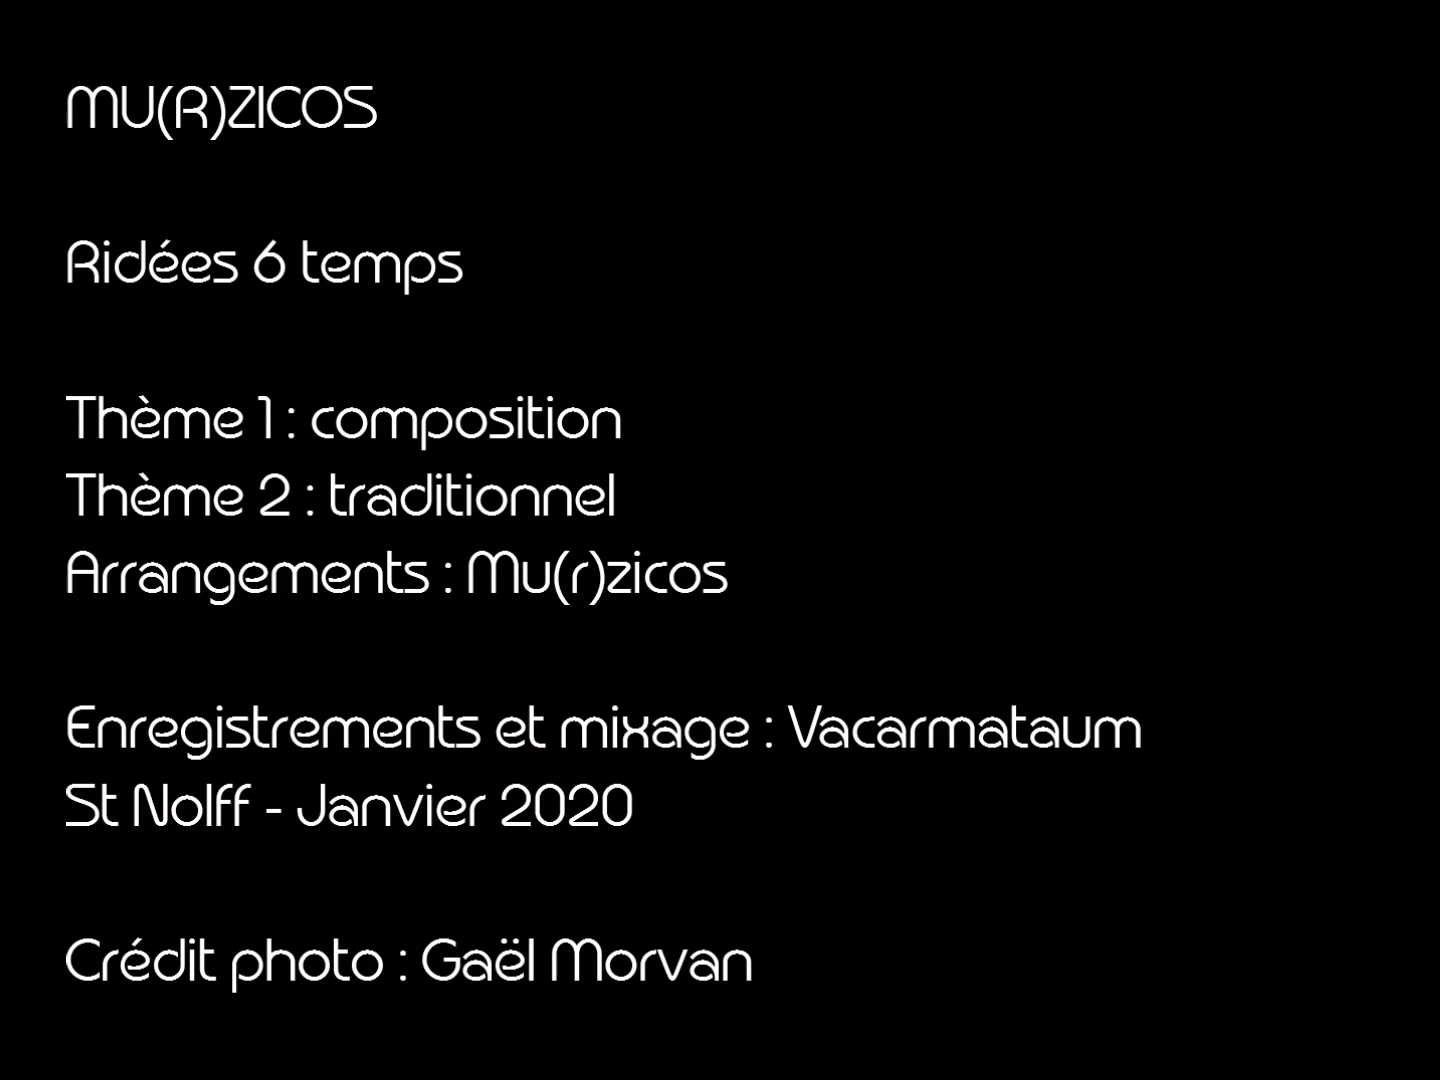 MU(R)ZICOS
Ridées 6 temps
Thème 1 : composition
Thème 2 : traditionnel
Arrangements : Mu(r)zicos
Enregistrements et mixage : Vacarmataum
St Nolff - Janvier 2020
Crédit photo : Gaël Morvan